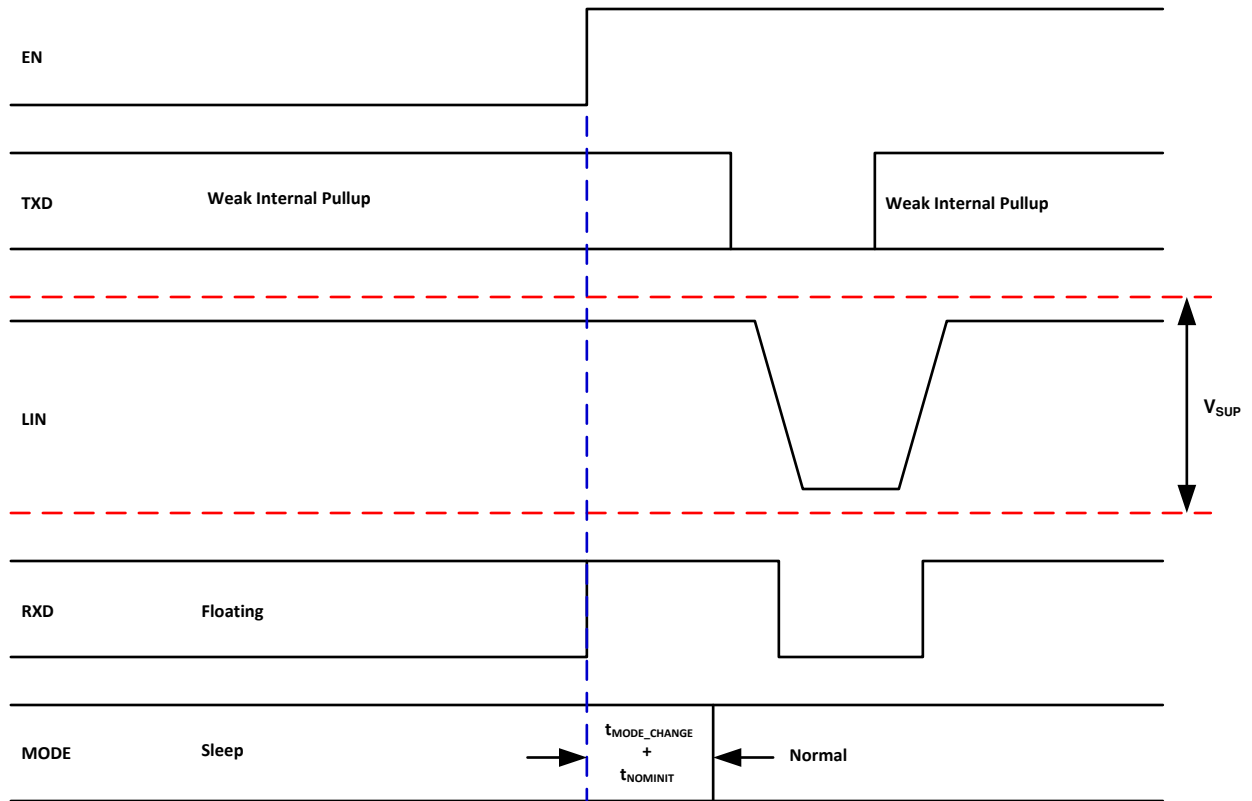 EN
TXD
Weak Internal Pullup
Weak Internal Pullup
LIN
VSUP
RXD
Floating
MODE
Sleep
tMODE_CHANGE
+
tNOMINIT
Normal